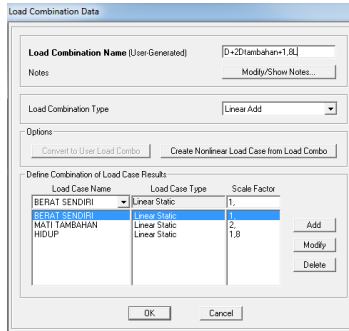 Load Combination Data
Load Combination Name (User-Generated) D+2Dtambahan+1,8L
Notes Modify/Show Notes...
Load Combination Type Linear Add
Options
Convert to User Load Combo Create Nonlinear Load Case from Load Combo
Define Combination of Load Case Results
Load Case Name Load Case Type Scale Factor
BERAT SENDIRI Linear Static 1,
BERAT SENDIRI Linear Static 1,
MATI TAMBAHAN Linear Static 2,
HIDUP Linear Static 1,8
Add
Modify
Delete
OK Cancel